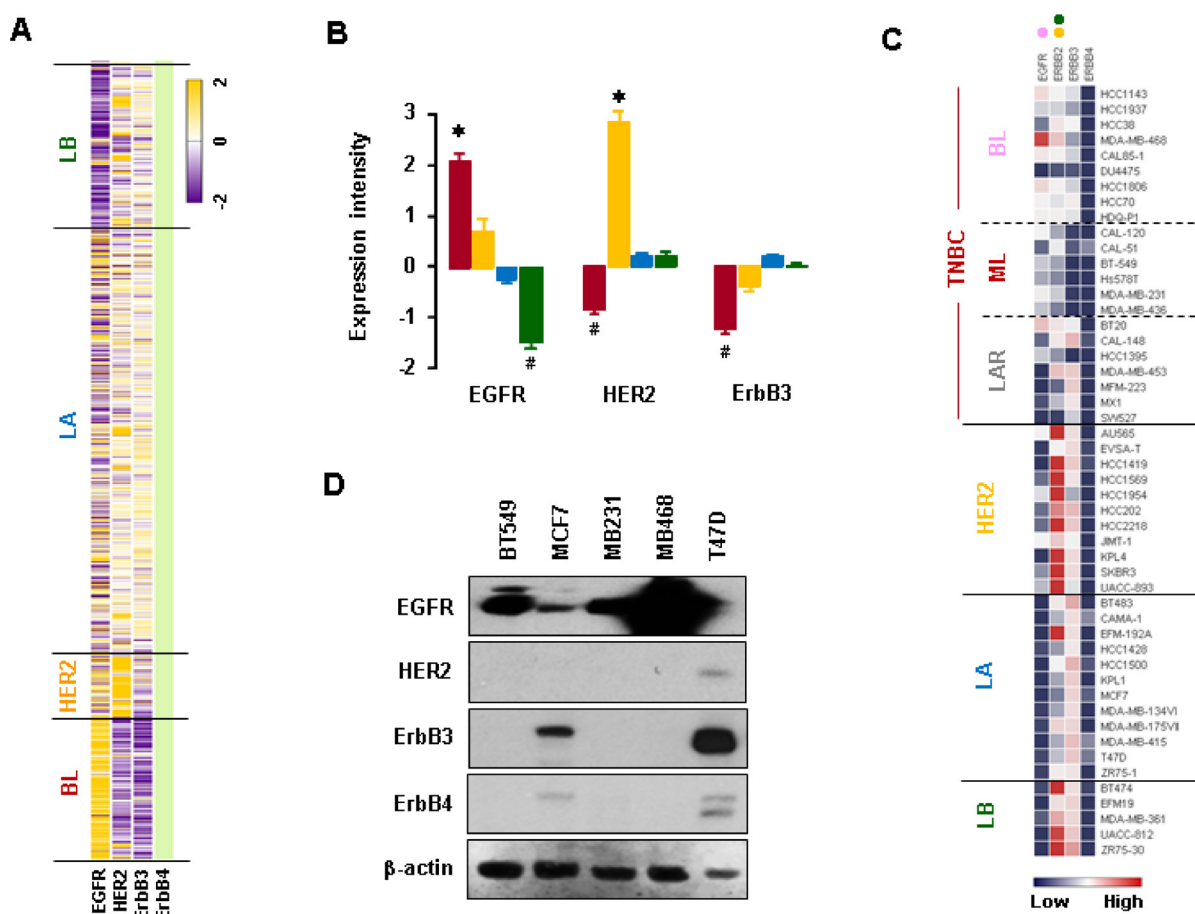 A
LB
LA
HER2
BL
2
0
-2
EGFR
HER2
ErbB3
ErbB4
B
Expression intensity
3
2
1
0
-1
-2
*
#
#
*
#
EGFR HER2 ErbB3
C
EGFR
ERBB2
ERBB3
ERBB4
TNBC
BL
ML
LAR
HER2
LA
LB
HCC1143
HCC1937
HCC38
MDA-MB-468
CAL85-1
DU4475
HCC1806
HCC70
HDQ-P1
CAL-120
CAL-51
BT-549
Hs578T
MDA-MB-231
MDA-MB-436
BT20
CAL-148
HCC1395
MDA-MB-453
MFM-223
MX1
SW527
AU565
EVSA-T
HCC1419
HCC1569
HCC1954
HCC202
HCC2218
JIMT-1
KPL4
SKBR3
UACC-893
BT483
CAMA-1
EFM-192A
HCC1428
HCC1500
KPL1
MCF7
MDA-MB-134VI
MDA-MB-175VII
MDA-MB-415
T47D
ZR75-1
BT474
EFM19
MDA-MB-361
UACC-812
ZR75-30
Low High
D
BT549
MCF7
MB231
MB468
T47D
EGFR
HER2
ErbB3
ErbB4
β-actin